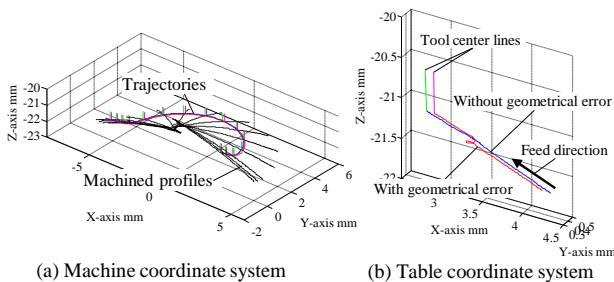 -20
-21
-22
-23
Z-axis mm
Trajectories
Machined profiles
-5
0
5
X-axis mm
-2
0
2
4
6
Y-axis mm
(a) Machine coordinate system
-20
-20.5
-21
-21.5
-22
Z-axis mm
Tool center lines
Without geometrical error
Feed direction
With geometrical error
3
3.5
4
4.5
X-axis mm
0.5
Y-axis mm
(b) Table coordinate system